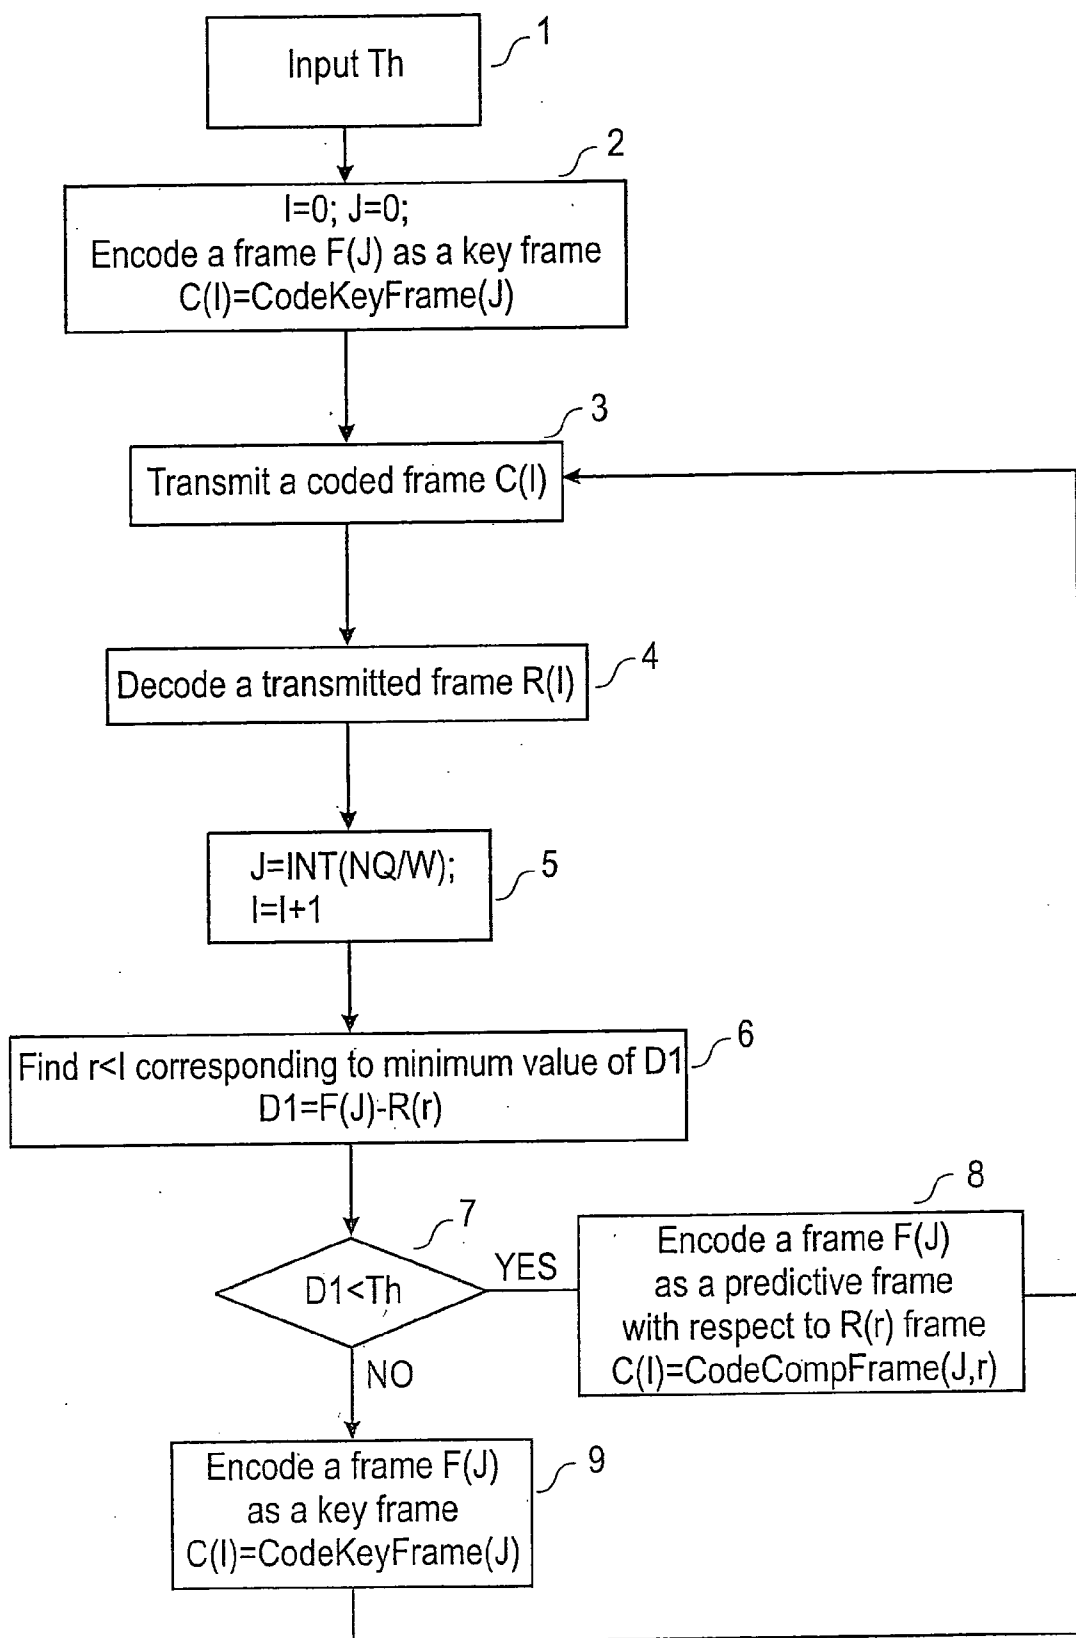 1
Input Th
2
I=0; J=0;
Encode a frame F(J) as a key frame
C(I)=CodeKeyFrame(J)
3
Transmit a coded frame C(I)
4
Decode a transmitted frame R(I)
J=INT(NQ/W);
I=I+1
5
6
Find r<I corresponding to minimum value of D1
D1=F(J)-R(r)
7
D1<Th
YES
NO
8
Encode a frame F(J)
as a predictive frame
with respect to R(r) frame
C(I)=CodeCompFrame(J,r)
9
Encode a frame F(J)
as a key frame
C(I)=CodeKeyFrame(J)